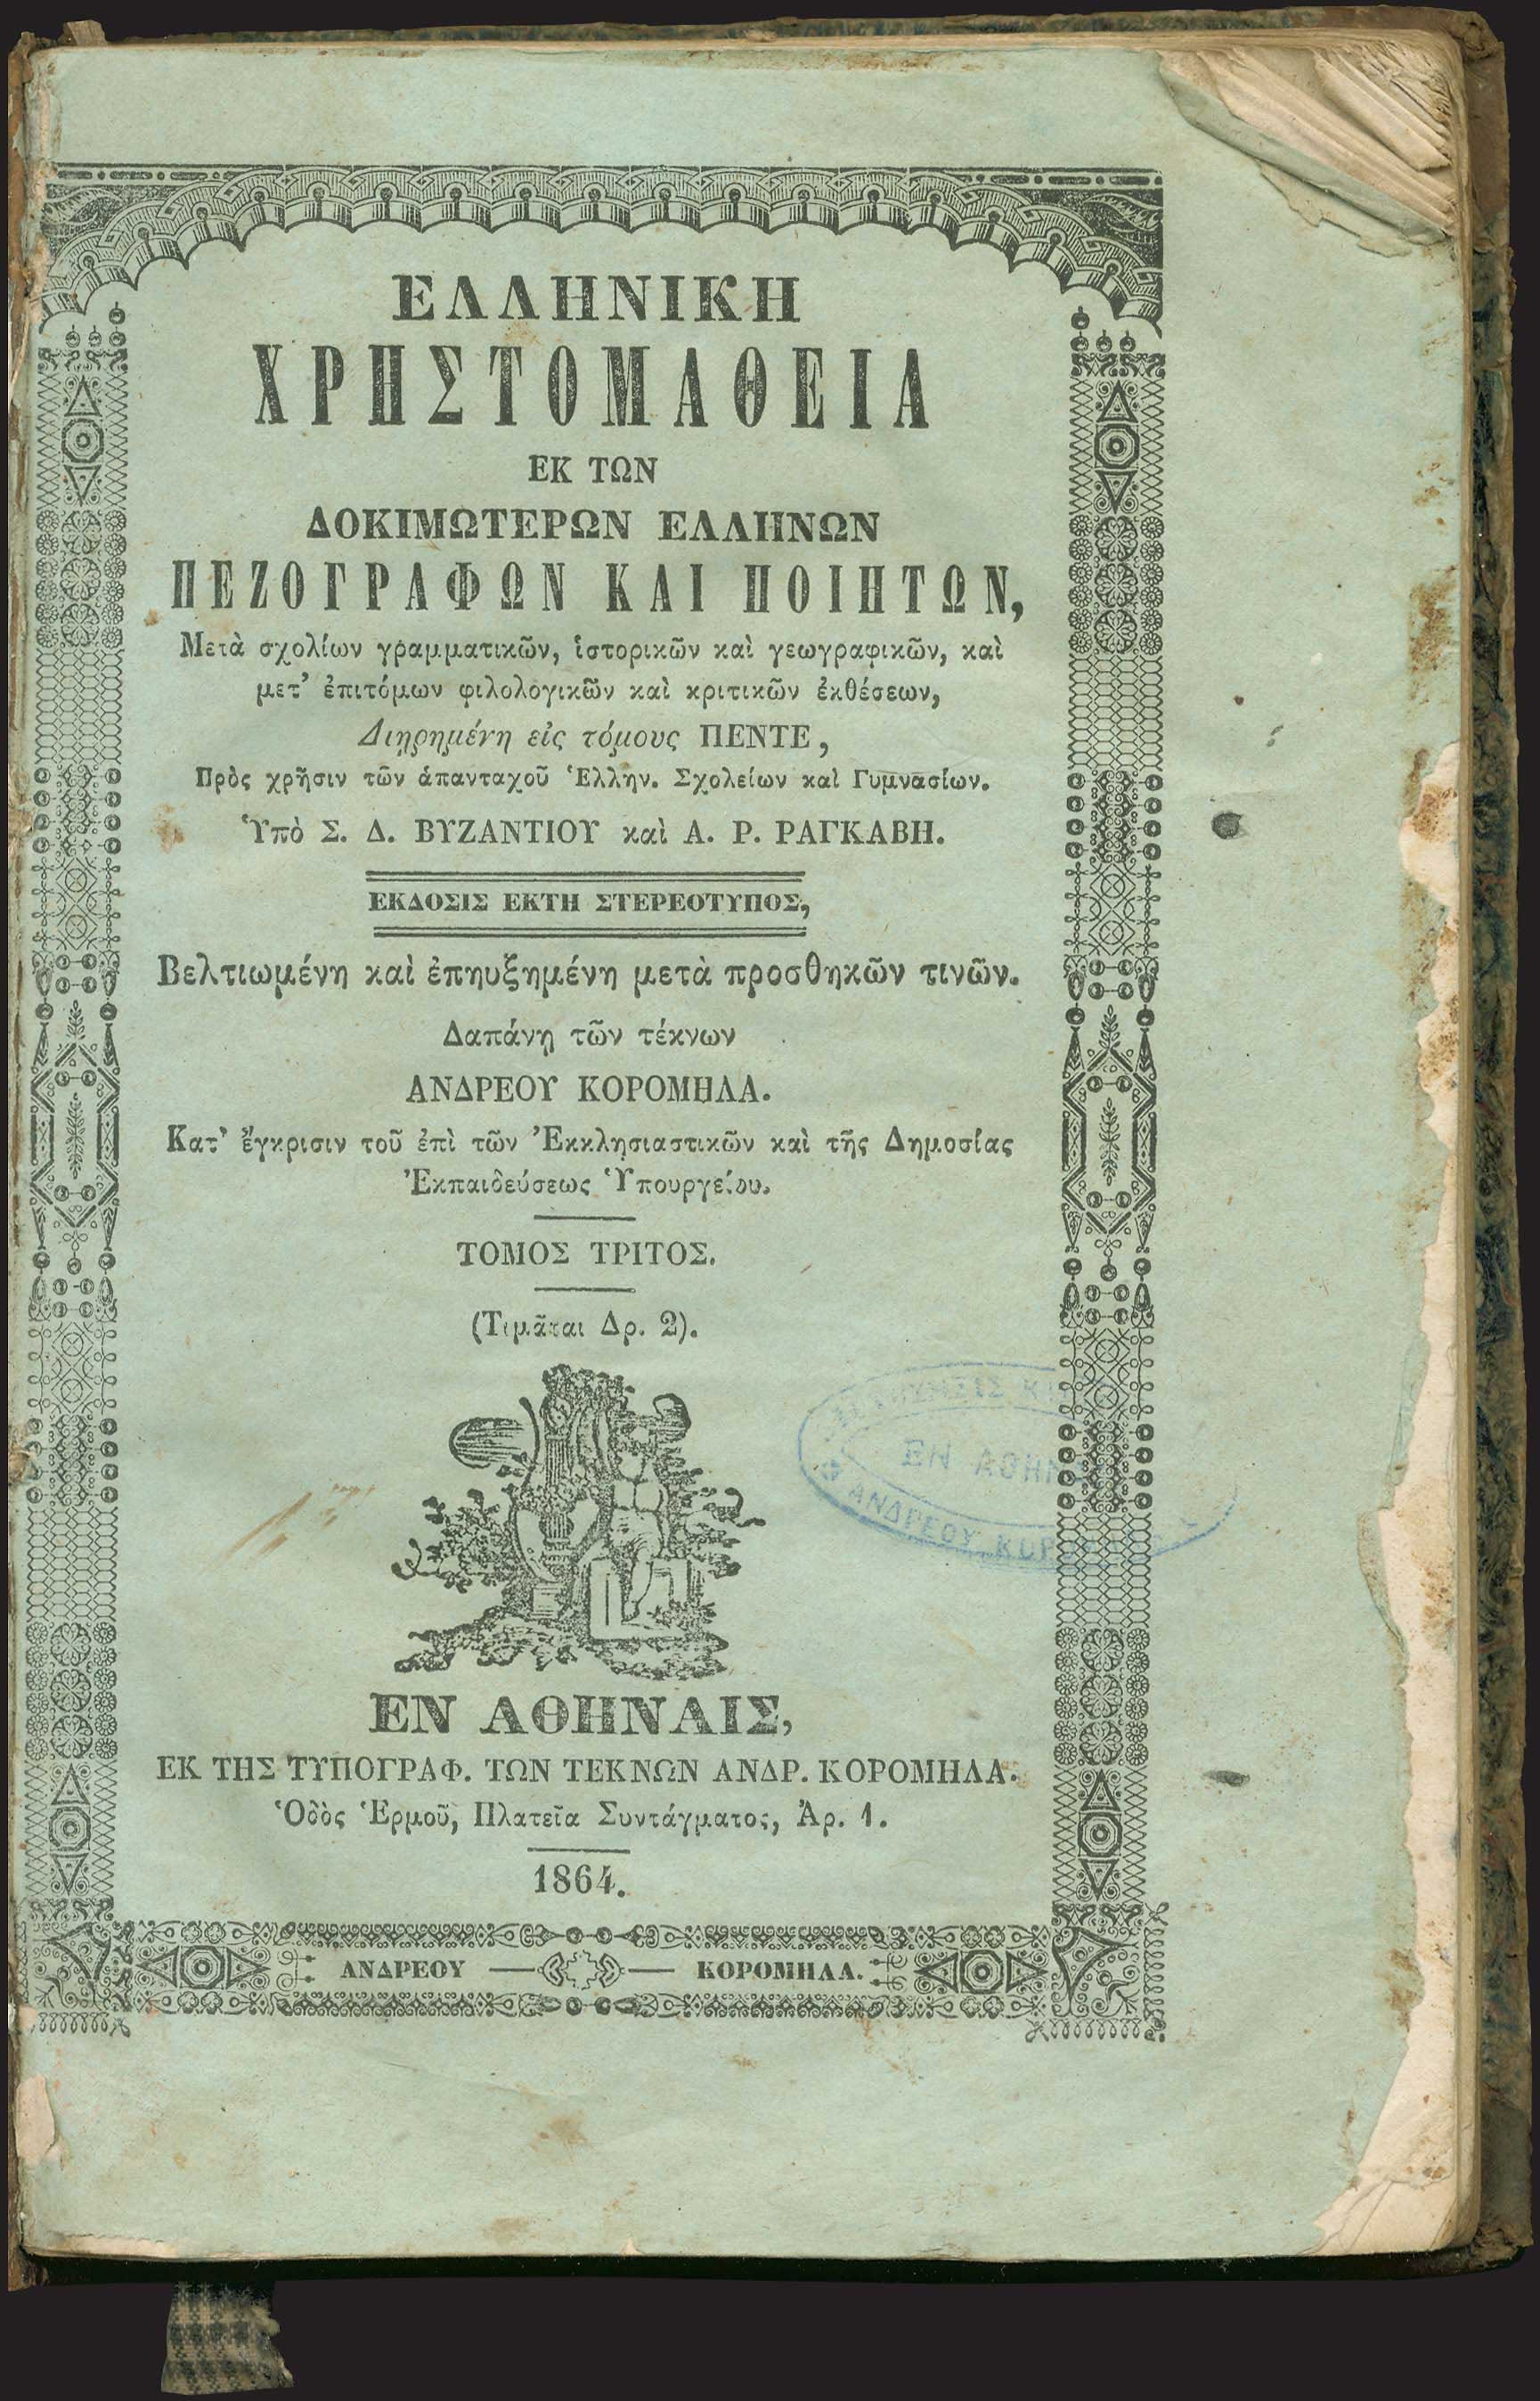 ΕΛΛΗΝΙΚΗ
ΧΡΗΣΤΟΜΑΘΕΙΑ
ΕΚ ΤΩΝ
ΔΟΚΙΜΩΤΕΡΩΝ ΕΛΛΗΝΩΝ
ΠΕΖΟΓΡΑΦΩΝ ΚΑΙ ΠΟΙΗΤΩΝ,
Μετὰ σχολίων γραμματικῶν, ἱστορικῶν καὶ γεωγραφικῶν, καὶ
μετ’ ἐπιτόμων φιλολογικῶν καὶ κριτικῶν ἐκθέσεων,
Διῃρημένη εἰς τόμους ΠΕΝΤΕ,
Πρὸς χρῆσιν τῶν ἁπανταχοῦ Ἑλλην. Σχολείων καὶ Γυμνασίων.
Ὑπὸ Σ. Δ. ΒΥΖΑΝΤΙΟΥ καὶ Α. Ρ. ΡΑΓΚΑΒΗ.
ΕΚΔΟΣΙΣ ΕΚΤΗ ΣΤΕΡΕΟΤΥΠΟΣ,
Βελτιωμένη καὶ ἐπηυξημένη μετὰ προσθηκῶν τινῶν.
Δαπάνῃ τῶν τέκνων
ΑΝΔΡΕΟΥ ΚΟΡΟΜΗΛΑ.
Κατ’ ἔγκρισιν τοῦ ἐπὶ τῶν Ἐκκλησιαστικῶν καὶ τῆς Δημοσίας
Ἐκπαιδεύσεως Ὑπουργείου.
ΤΟΜΟΣ ΤΡΙΤΟΣ.
(Τιμᾶται Δρ. 2).
ΕΝ ΑΘΗΝ
ΑΝΔΡΕΟΥ ΚΟΡ
ΕΝ ΑΘΗΝΑΙΣ,
ΕΚ ΤΗΣ ΤΥΠΟΓΡΑΦ. ΤΩΝ ΤΕΚΝΩΝ ΑΝΔΡ. ΚΟΡΟΜΗΛΑ.
Ὁδὸς Ἑρμοῦ, Πλατεῖα Συντάγματος, Ἀρ. 1.
1864.
ΑΝΔΡΕΟΥ ΚΟΡΟΜΗΛΑ.